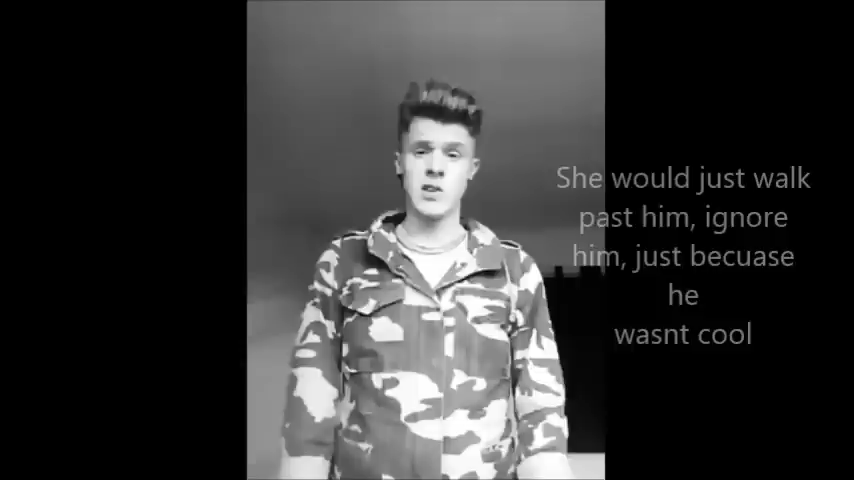 She would just walk
past him, ignore
him, just becuase
he
wasnt cool